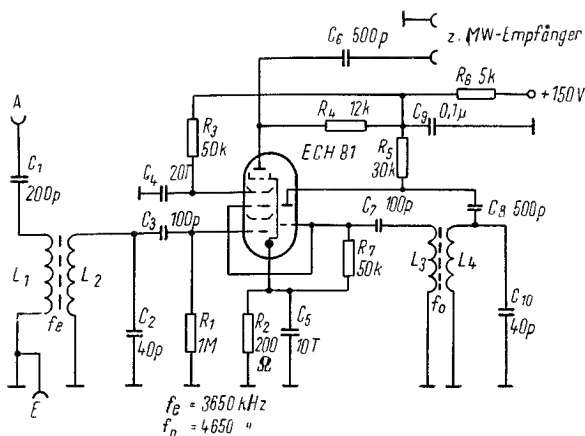 C6 500p
z. MW-Empfänger
R6 5k
+150V
A
R4 12k
C9 0,1µ
R3 50k
ECH 81
R5 30k
C1 200p
C4 20T
C3 100p
C7 100p
C8 500p
L1
L2
fe
R7 50k
L3
L4
fo
C2 40p
R1 1M
R2 200 Ω
C5 10T
C10 40p
E
fe = 3650 kHz
fo = 4650 "